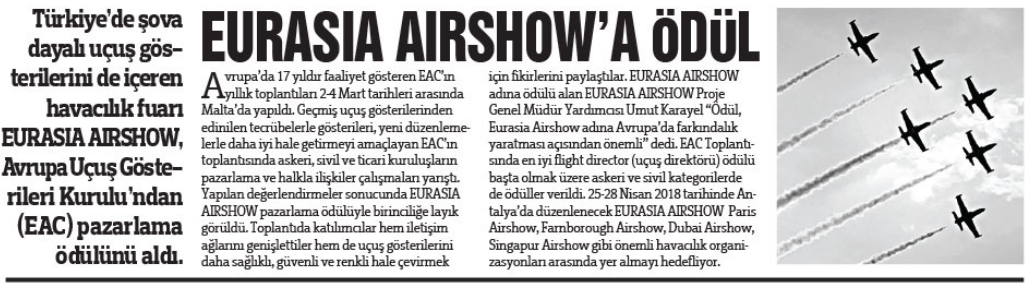 Türkiye'de şova
dayalı uçuş gös-
terilerini de içeren
havacılık fuarı
EURASIA AIRSHOW,
Avrupa Uçuş Göste-
rileri Kurulu'ndan
(EAC) pazarlama
ödülünü aldı.
EURASIA AIRSHOW'A ÖDÜL
Avrupa'da 17 yıldır faaliyet gösteren EAC'ın
yıllık toplantıları 2-4 Mart tarihleri arasında
Malta'da yapıldı. Geçmiş uçuş gösterilerinden
edinilen tecrübelerle gösterileri, yeni düzenleme-
lerle daha iyi hale getirmeyi amaçlayan EAC'ın
toplantısında askeri, sivil ve ticari kuruluşların
pazarlama ve halkla ilişkiler çalışmaları yarıştı.
Yapılan değerlendirmeler sonucunda EURASIA
AIRSHOW pazarlama ödülüyle birinciliğe layık
görüldü. Toplantıda katılımcılar hem iletişim
ağlarını genişlettiler hem de uçuş gösterilerini
daha sağlıklı, güvenli ve renkli hale çevirmek
için fikirlerini paylaştılar. EURASIA AIRSHOW
adına ödülü alan EURASIA AIRSHOW Proje
Genel Müdür Yardımcısı Umut Karayel "Ödül,
Eurasia Airshow adına Avrupa'da farkındalık
yaratması açısından önemli" dedi. EAC Toplantı-
sında en iyi flight director (uçuş direktörü) ödülü
başta olmak üzere askeri ve sivil kategorilerde
de ödüller verildi. 25-28 Nisan 2018 tarihinde An-
talya'da düzenlenecek EURASIA AIRSHOW Paris
Airshow, Farnborough Airshow, Dubai Airshow,
Singapur Airshow gibi önemli havacılık organi-
zasyonları arasında yer almayı hedefliyor.